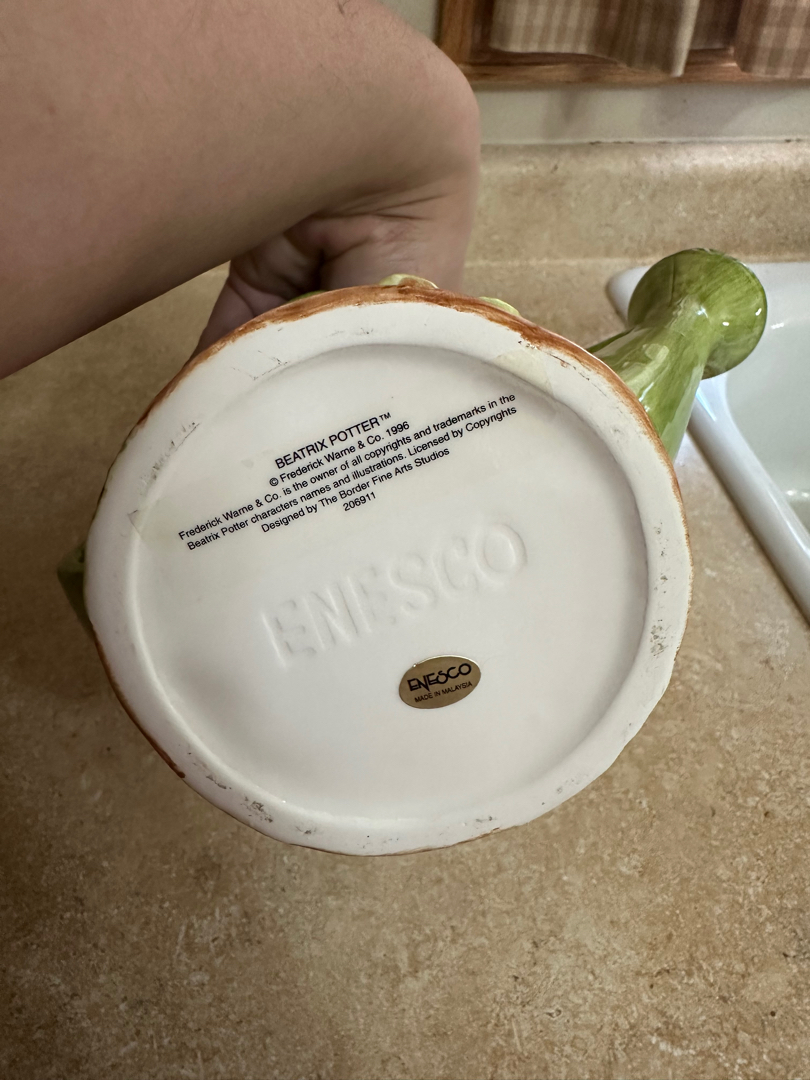 BEATRIX POTTER™
© Frederick Warne & Co. 1996
Frederick Warne & Co. is the owner of all copyrights and trademarks in the
Beatrix Potter characters names and illustrations. Licensed by Copyrights
Designed by The Border Fine Arts Studios
206911
ENESCO
ENESCO
MADE IN MALAYSIA